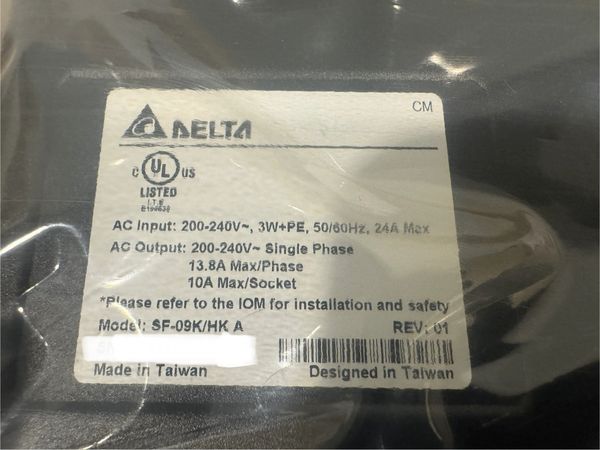 CM
DELTA
C UL US
LISTED
I.T.E
AC Input: 200-240V~, 3W+PE, 50/60Hz, 24A Max
AC Output: 200-240V~ Single Phase
13.8A Max/Phase
10A Max/Socket
*Please refer to the IOM for installation and safety
Model: SF-09K/HK A
REV: 01
Made in Taiwan
Designed in Taiwan